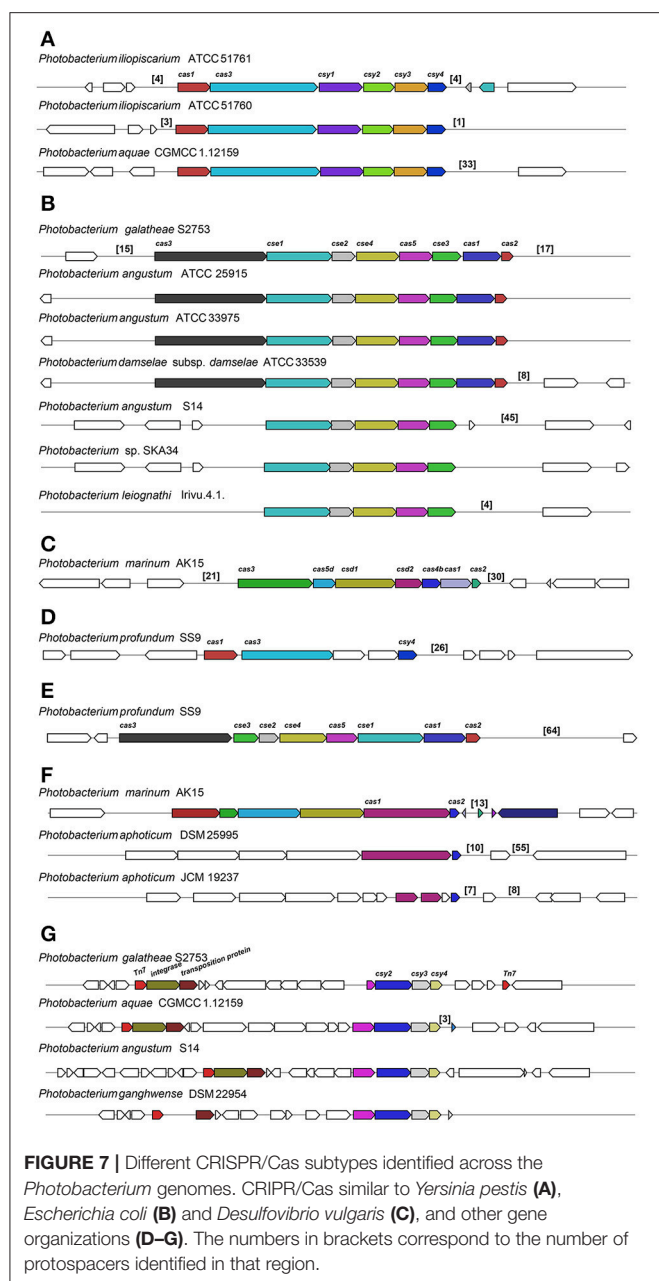 A
Photobacterium iliopiscarium ATCC 51761
[4] cas1 cas3 csy1 csy2 csy3 csy4 [4]
Photobacterium iliopiscarium ATCC 51760
[3] [1]
Photobacterium aquae CGMCC 1.12159
[33]
B
Photobacterium galatheae S2753
[15] cas3 cse1 cse2 cse4 cas5 cse3 cas1 cas2 [17]
Photobacterium angustum ATCC 25915
Photobacterium angustum ATCC 33975
Photobacterium damselae subsp. damselae ATCC 33539
[8]
Photobacterium angustum S14
[45]
Photobacterium sp. SKA34
Photobacterium leiognathi lrivu.4.1.
[4]
C
Photobacterium marinum AK15
[21] cas3 cas5d csd1 csd2 cas4b cas1 cas2 [30]
D
Photobacterium profundum SS9
cas1 cas3 csy4 [26]
E
Photobacterium profundum SS9
cas3 cse3 cse2 cse4 cas5 cse1 cas1 cas2 [64]
F
Photobacterium marinum AK15
cas1 cas2 [13]
Photobacterium aphoticum DSM 25995
[10] [55]
Photobacterium aphoticum JCM 19237
[7] [8]
G
Photobacterium galatheae S2753
Tn7 integrase transposition protein csy2 csy3 csy4 Tn7
Photobacterium aquae CGMCC 1.12159
[3]
Photobacterium angustum S14
Photobacterium ganghwense DSM 22954
FIGURE 7 | Different CRISPR/Cas subtypes identified across the
Photobacterium genomes. CRIPR/Cas similar to Yersinia pestis (A),
Escherichia coli (B) and Desulfovibrio vulgaris (C), and other gene
organizations (D–G). The numbers in brackets correspond to the number of
protospacers identified in that region.